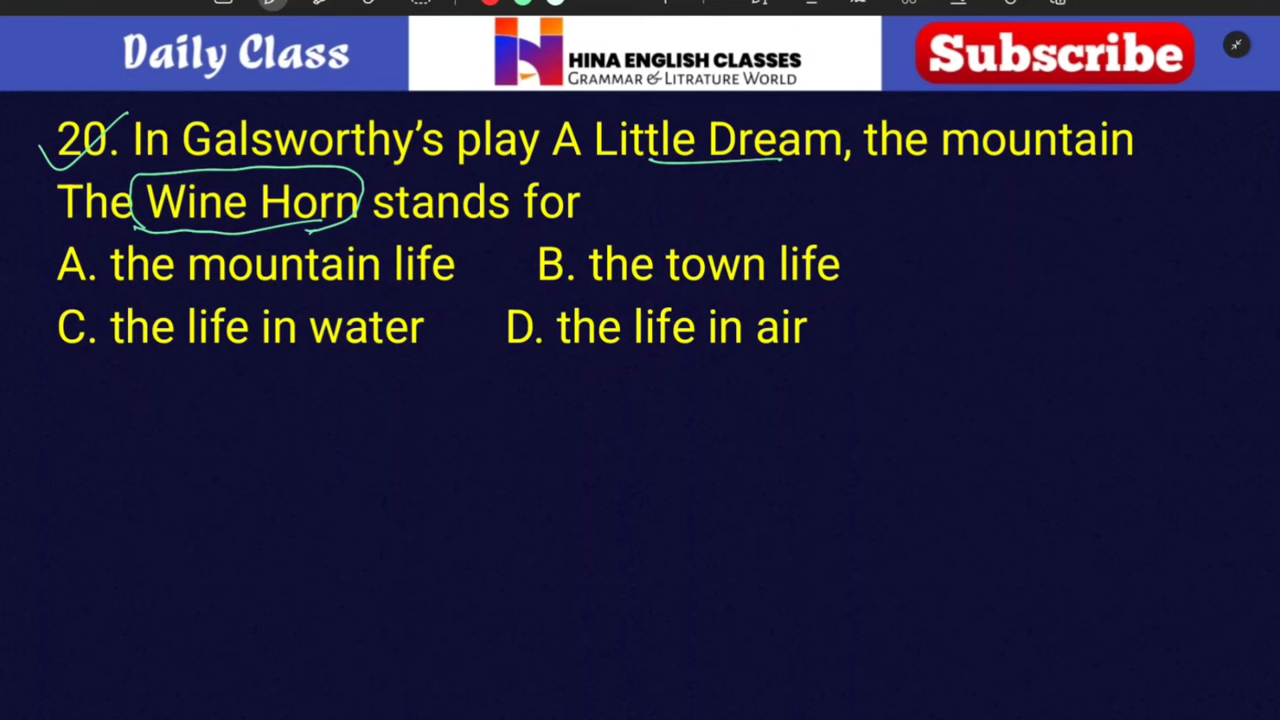 Daily Class
HINA ENGLISH CLASSES
GRAMMAR & LITRATURE WORLD
Subscribe
20. In Galsworthy’s play A Little Dream, the mountain
The Wine Horn stands for
A. the mountain life B. the town life
C. the life in water D. the life in air